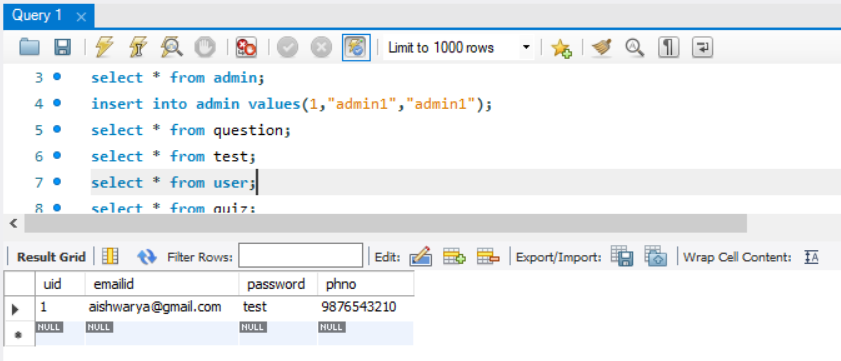 Query 1
Limit to 1000 rows
3 select * from admin;
4 insert into admin values(1,"admin1","admin1");
5 select * from question;
6 select * from test;
7 select * from user;
8 select * from quiz;
Result Grid Filter Rows: Edit: Export/Import: Wrap Cell Content: IA
uid emailid password phno
1 aishwarya@gmail.com test 9876543210
NULL NULL NULL NULL